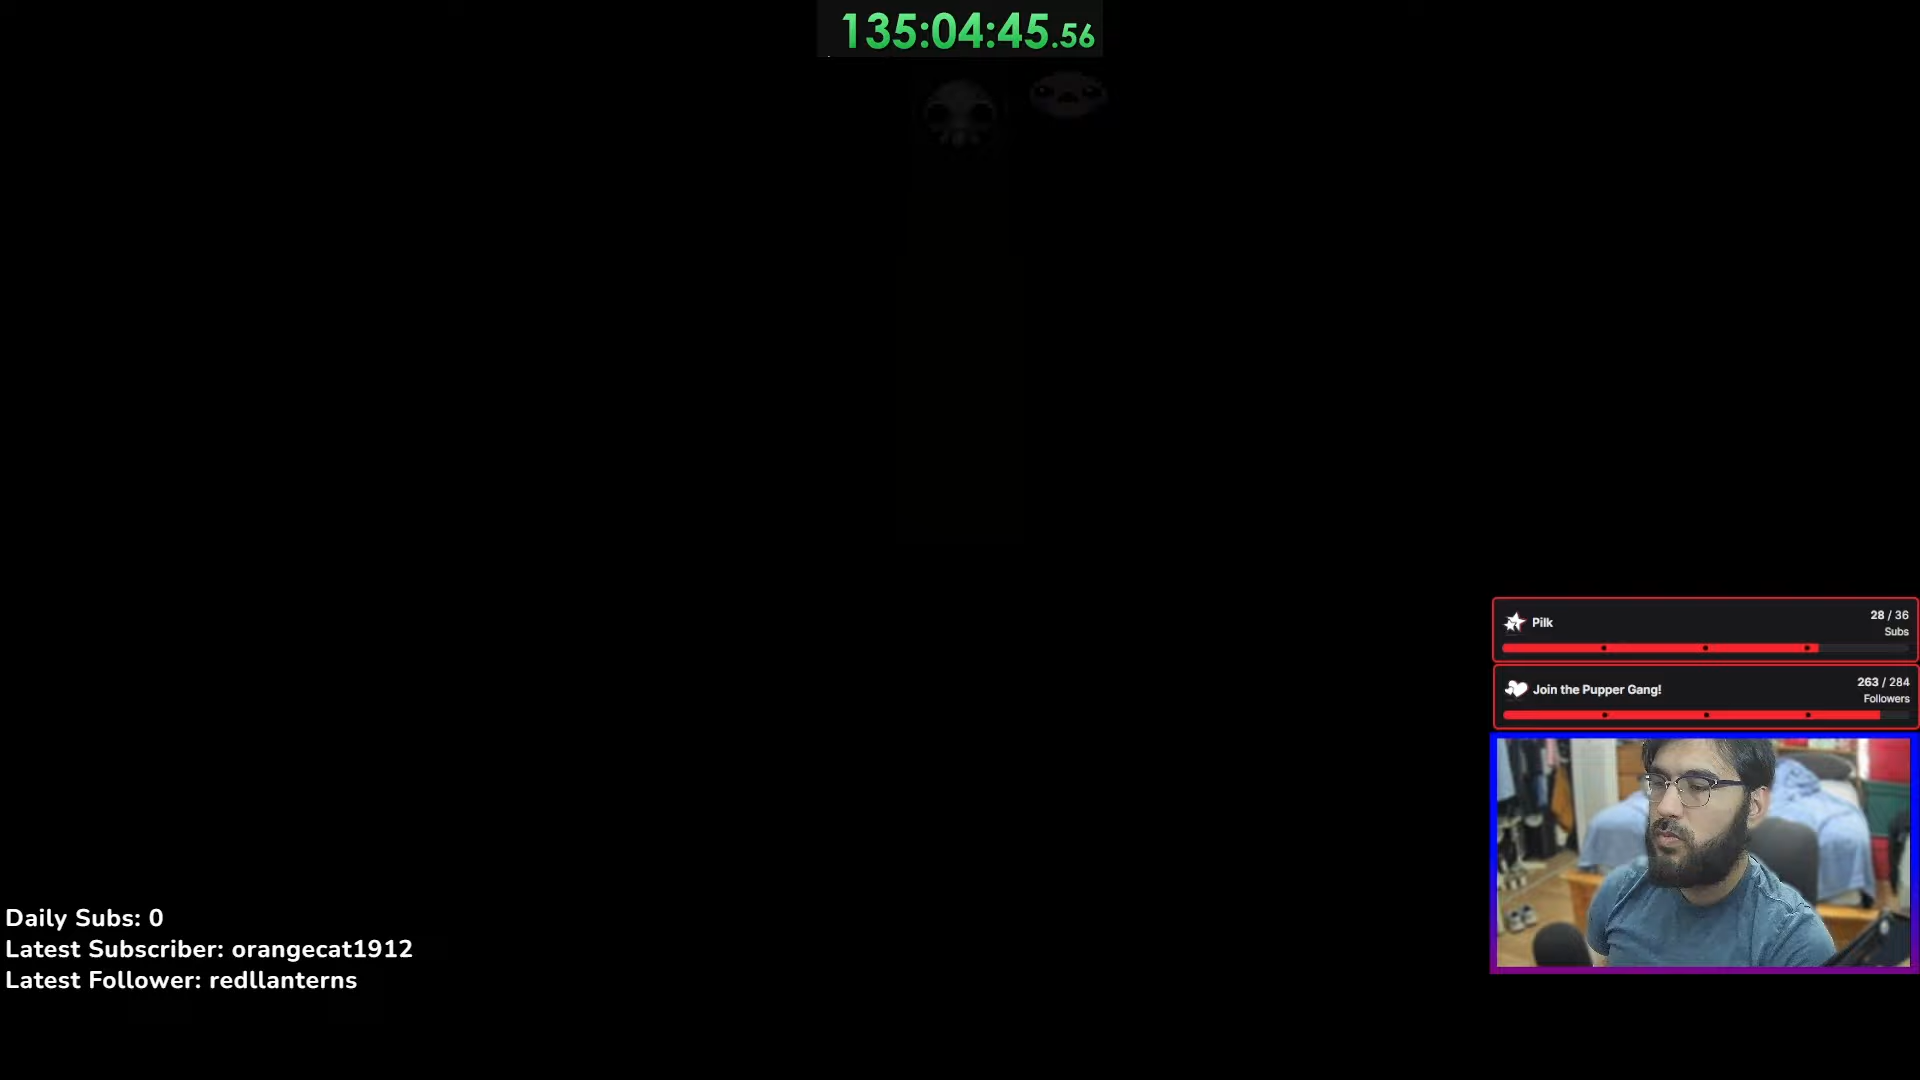 135:04:45.56
Pilk
28 / 36
Subs
Join the Pupper Gang!
263 / 284
Followers
Daily Subs: 0
Latest Subscriber: orangecat1912
Latest Follower: redllanterns